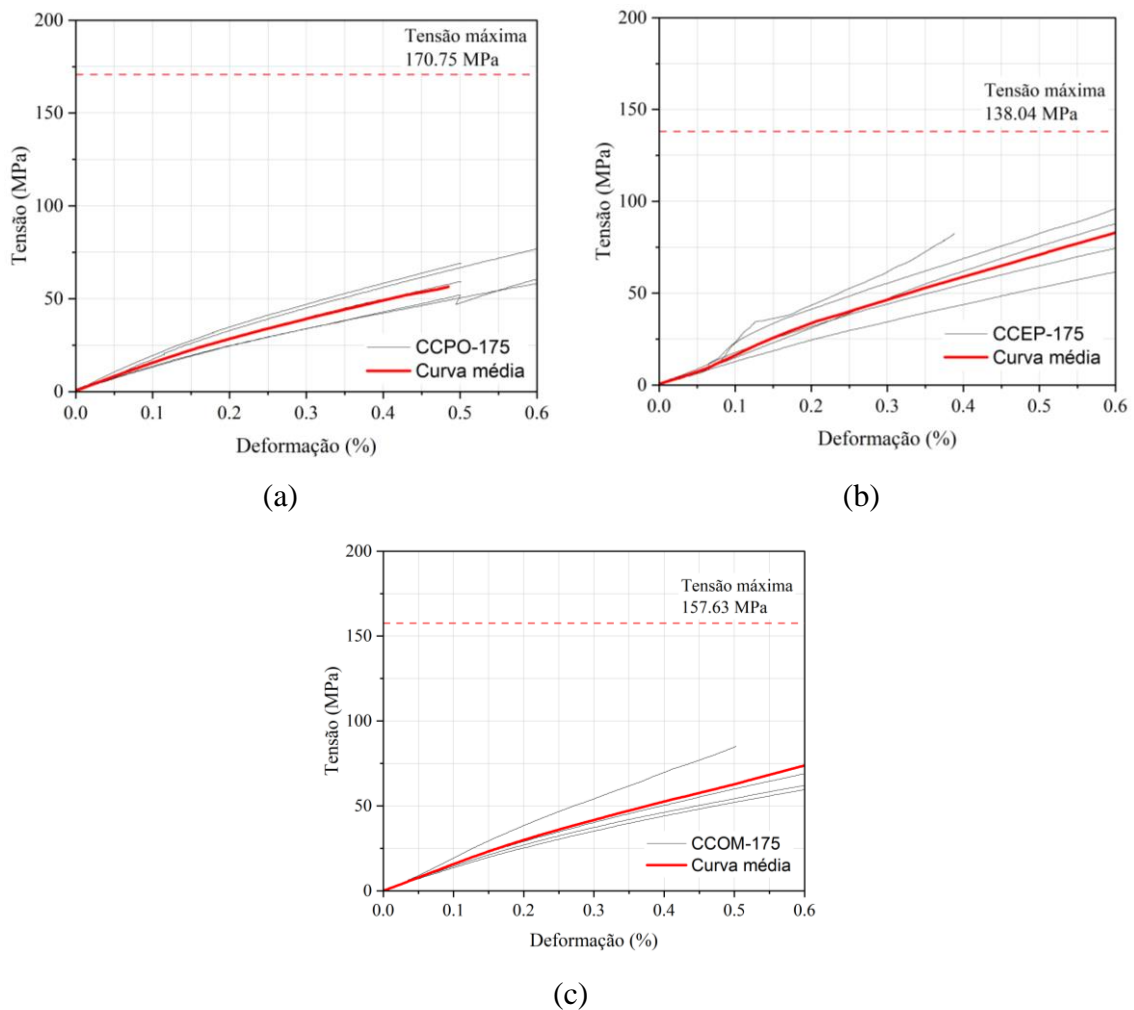 200
150
100
50
0
Tensão (MPa)
Tensão máxima
170.75 MPa
CCPO-175
Curva média
0.0 0.1 0.2 0.3 0.4 0.5 0.6
Deformação (%)
(a)
200
150
100
50
0
Tensão (MPa)
Tensão máxima
138.04 MPa
CCEP-175
Curva média
0.0 0.1 0.2 0.3 0.4 0.5 0.6
Deformação (%)
(b)
200
150
100
50
0
Tensão (MPa)
Tensão máxima
157.63 MPa
CCOM-175
Curva média
0.0 0.1 0.2 0.3 0.4 0.5 0.6
Deformação (%)
(c)